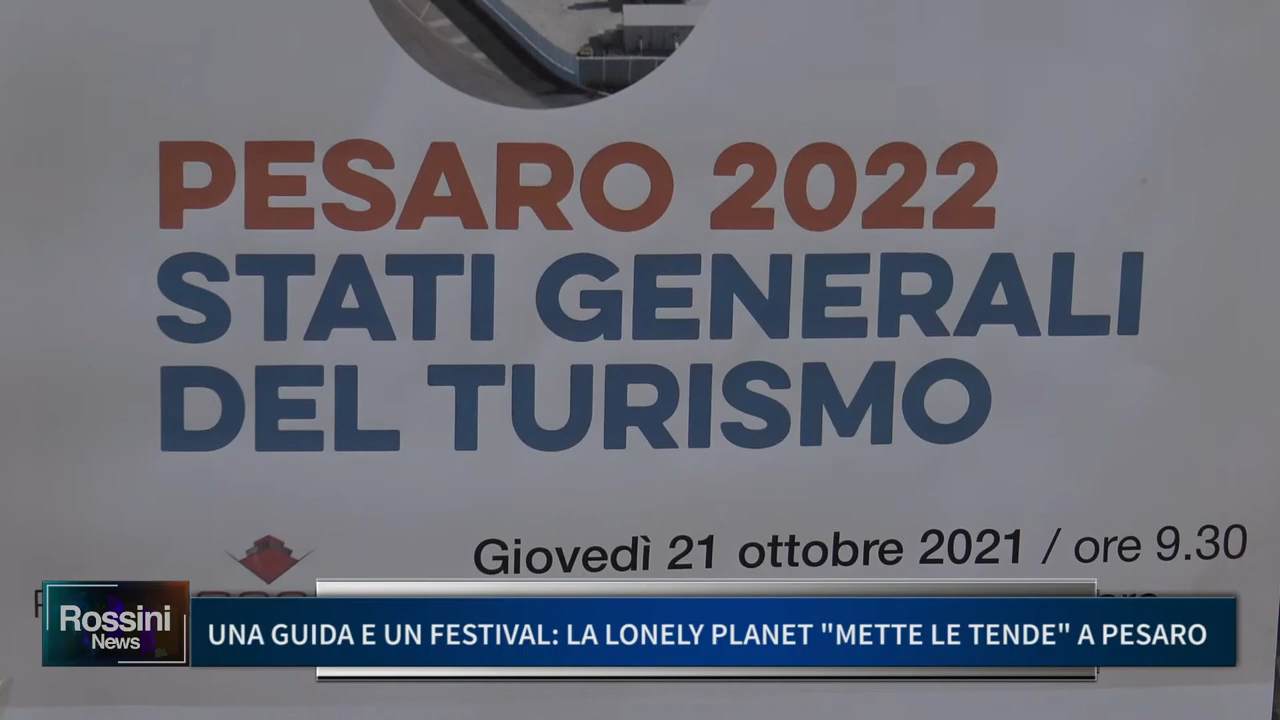 PESARO 2022
STATI GENERALI
DEL TURISMO
Giovedì 21 ottobre 2021 / ore 9.30
Rossini
News
UNA GUIDA E UN FESTIVAL: LA LONELY PLANET "METTE LE TENDE" A PESARO